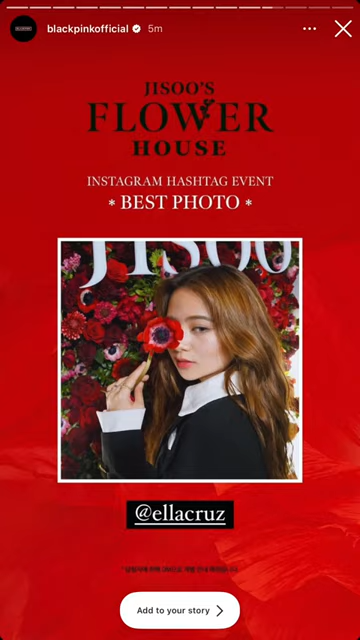 blackpinkofficial 5m
JISOO'S
FLOWER
HOUSE
INSTAGRAM HASHTAG EVENT
* BEST PHOTO *
JISOO
@ellacruz
Add to your story